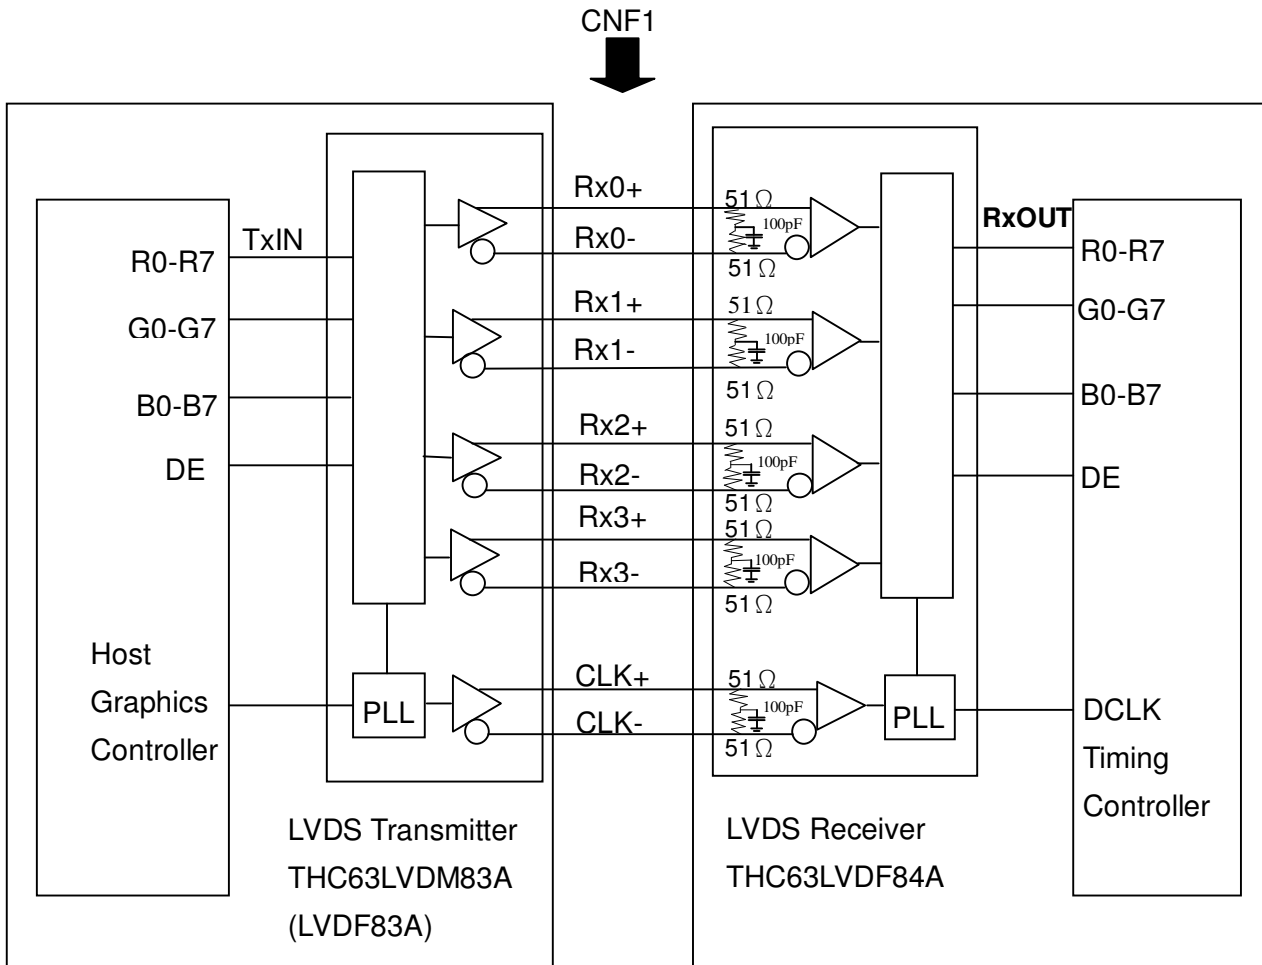 CNF1
Rx0+
51Ω
100pF
RxOUT
TxIN
Rx0-
R0-R7
51Ω
R0-R7
Rx1+
51Ω
G0-G7
G0-G7
100pF
Rx1-
51Ω
B0-B7
B0-B7
Rx2+
51Ω
100pF
DE
Rx2-
DE
51Ω
Rx3+
51Ω
100pF
Rx3-
51Ω
Host
Graphics
Controller
CLK+
51Ω
PLL
100pF
PLL
CLK-
51Ω
DCLK
Timing
Controller
LVDS Transmitter
THC63LVDM83A
(LVDF83A)
LVDS Receiver
THC63LVDF84A